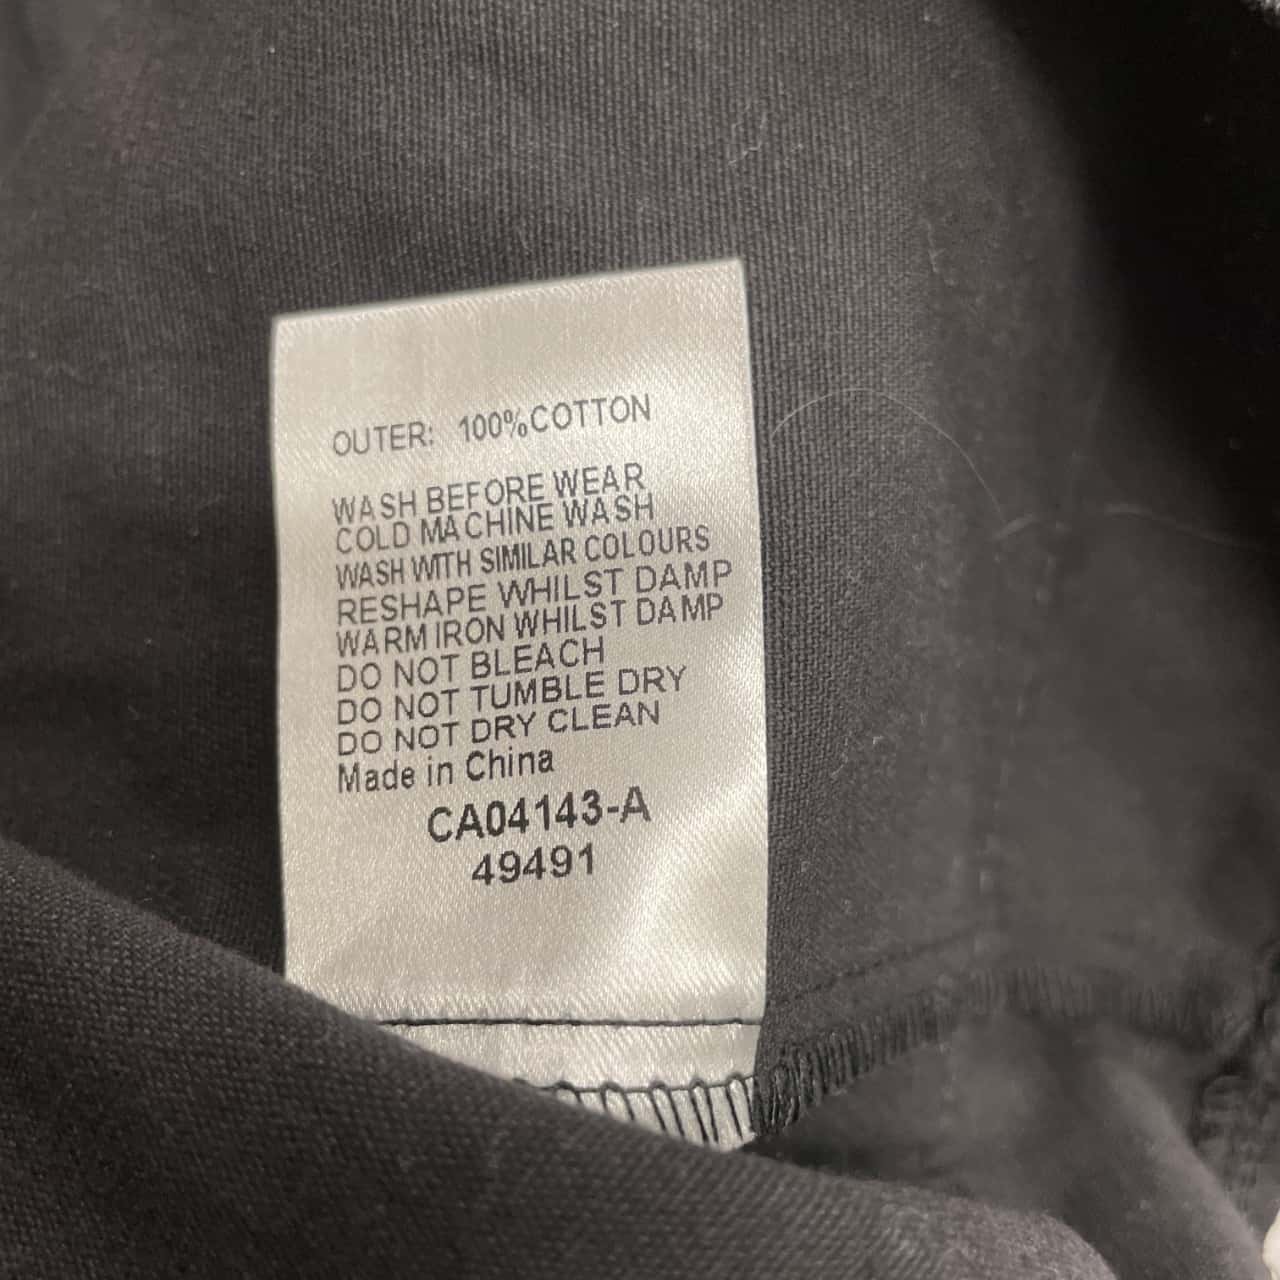 OUTER: 100%COTTON
WASH BEFORE WEAR
COLD MACHINE WASH
WASH WITH SIMILAR COLOURS
RESHAPE WHILST DAMP
WARM IRON WHILST DAMP
DO NOT BLEACH
DO NOT TUMBLE DRY
DO NOT DRY CLEAN
Made in China
CA04143-A
49491